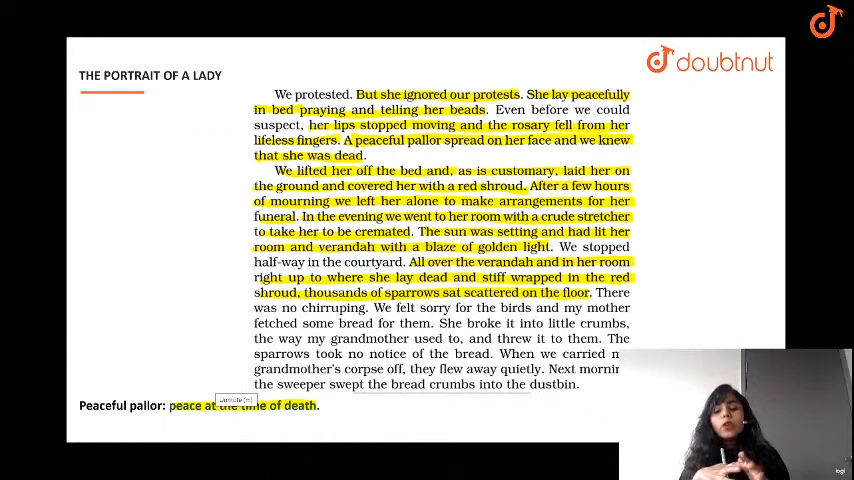 THE PORTRAIT OF A LADY
doubtnut
We protested. But she ignored our protests. She lay peacefully
in bed praying and telling her beads. Even before we could
suspect, her lips stopped moving and the rosary fell from her
lifeless fingers. A peaceful pallor spread on her face and we knew
that she was dead.
We lifted her off the bed and, as is customary, laid her on
the ground and covered her with a red shroud. After a few hours
of mourning we left her alone to make arrangements for her
funeral. In the evening we went to her room with a crude stretcher
to take her to be cremated. The sun was setting and had lit her
room and verandah with a blaze of golden light. We stopped
half-way in the courtyard. All over the verandah and in her room
right up to where she lay dead and stiff wrapped in the red
shroud, thousands of sparrows sat scattered on the floor. There
was no chirruping. We felt sorry for the birds and my mother
fetched some bread for them. She broke it into little crumbs,
the way my grandmother used to, and threw it to them. The
sparrows took no notice of the bread. When we carried
grandmother's corpse off, they flew away quietly. Next
the sweeper swept the bread crumbs into the dustbin.
Unmute (m)
Peaceful pallor: peace at the time of death.
logi